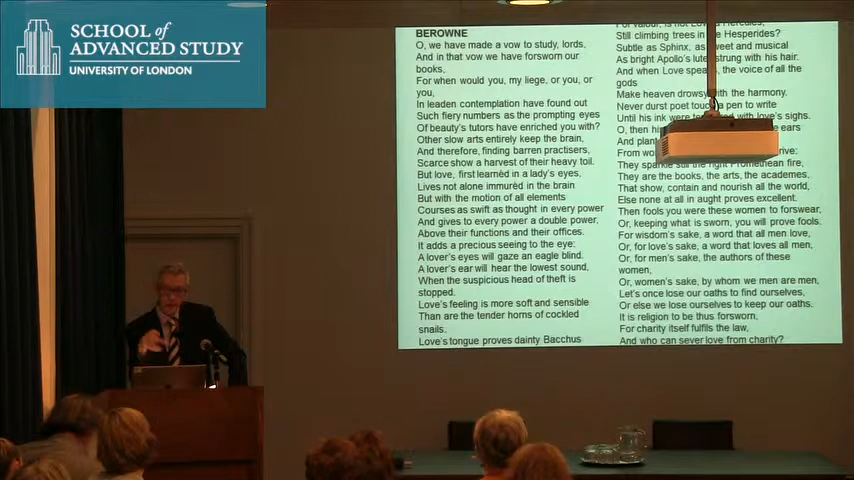 SCHOOL of
ADVANCED STUDY
UNIVERSITY OF LONDON
BEROWNE
O, we have made a vow to study, lords,
And in that vow we have forsworn our
books,
For when would you, my liege, or you, or
you,
In leaden contemplation have found out
Such fiery numbers as the prompting eyes
Of beauty's tutors have enriched you with?
Other slow arts entirely keep the brain,
And therefore, finding barren practisers,
Scarce show a harvest of their heavy toil.
But love, first learnèd in a lady's eyes,
Lives not alone immurèd in the brain
But with the motion of all elements
Courses as swift as thought in every power
And gives to every power a double power,
Above their functions and their offices.
It adds a precious seeing to the eye:
A lover's eyes will gaze an eagle blind.
A lover's ear will hear the lowest sound,
When the suspicious head of theft is
stopped.
Love's feeling is more soft and sensible
Than are the tender horns of cockled
snails.
Love's tongue proves dainty Bacchus
For valour, is not Love Hercules,
Still climbing trees in Hesperides?
Subtle as Sphinx, as sweet and musical
As bright Apollo's lute strung with his hair.
And when Love speaks, the voice of all the
gods
Make heaven drowsy with the harmony.
Never durst poet touch a pen to write
Until his ink were with love's sighs.
O, then ears
And plant
From
They sparkle still the right Promethean fire,
They are the books, the arts, the academes,
That show, contain and nourish all the world,
Else none at all in aught proves excellent.
Then fools you were these women to forswear,
Or, keeping what is sworn, you will prove fools.
For wisdom's sake, a word that all men love,
Or, for love's sake, a word that loves all men,
Or, for men's sake, the authors of these
women,
Or, women's sake, by whom we men are men,
Let's once lose our oaths to find ourselves,
Or else we lose ourselves to keep our oaths.
It is religion to be thus forsworn,
For charity itself fulfils the law,
And who can sever love from charity?